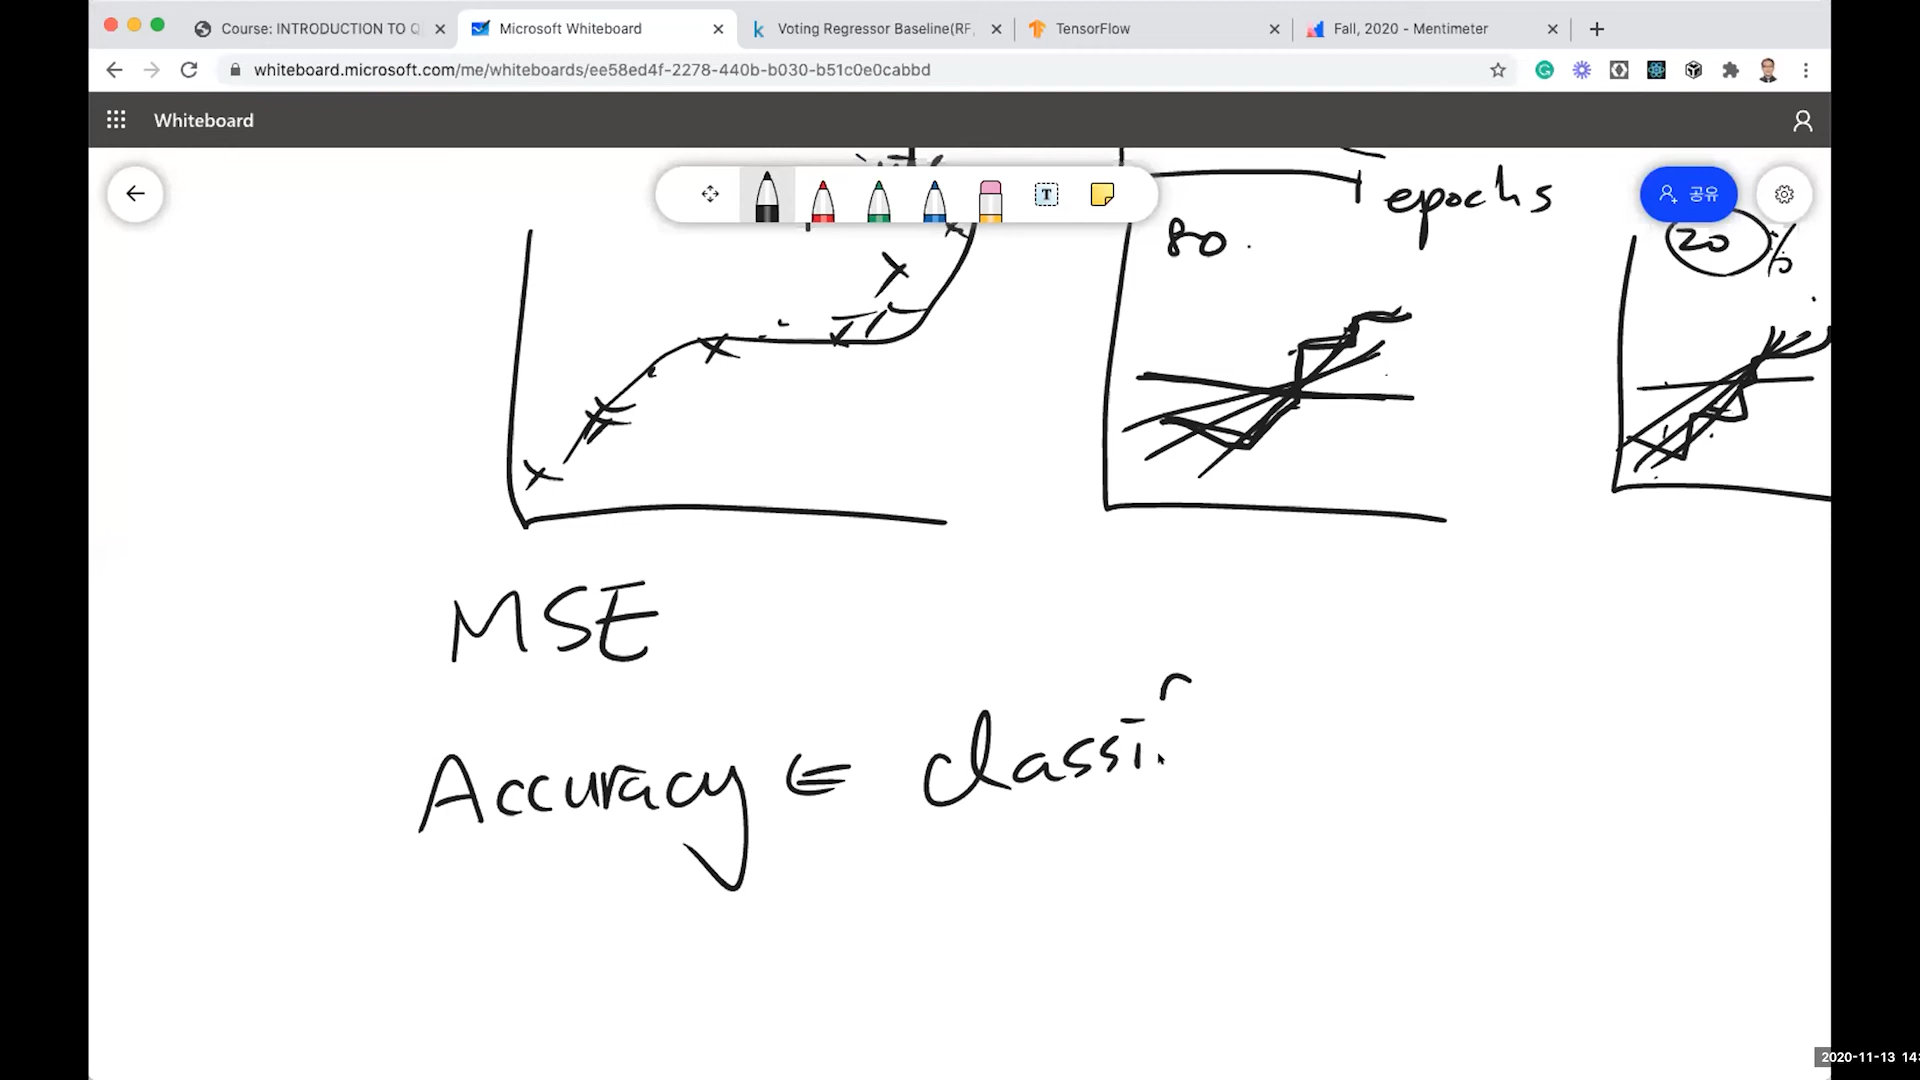 Course: INTRODUCTION TO Q
Microsoft Whiteboard
Voting Regressor Baseline(RF,
TensorFlow
Fall, 2020 - Mentimeter
whiteboard.microsoft.com/me/whiteboards/ee58ed4f-2278-440b-b030-b51c0e0cabbd
Whiteboard
공유
epochs
80
20 %
MSE
Accuracy ∈ classi
2020-11-13 14: